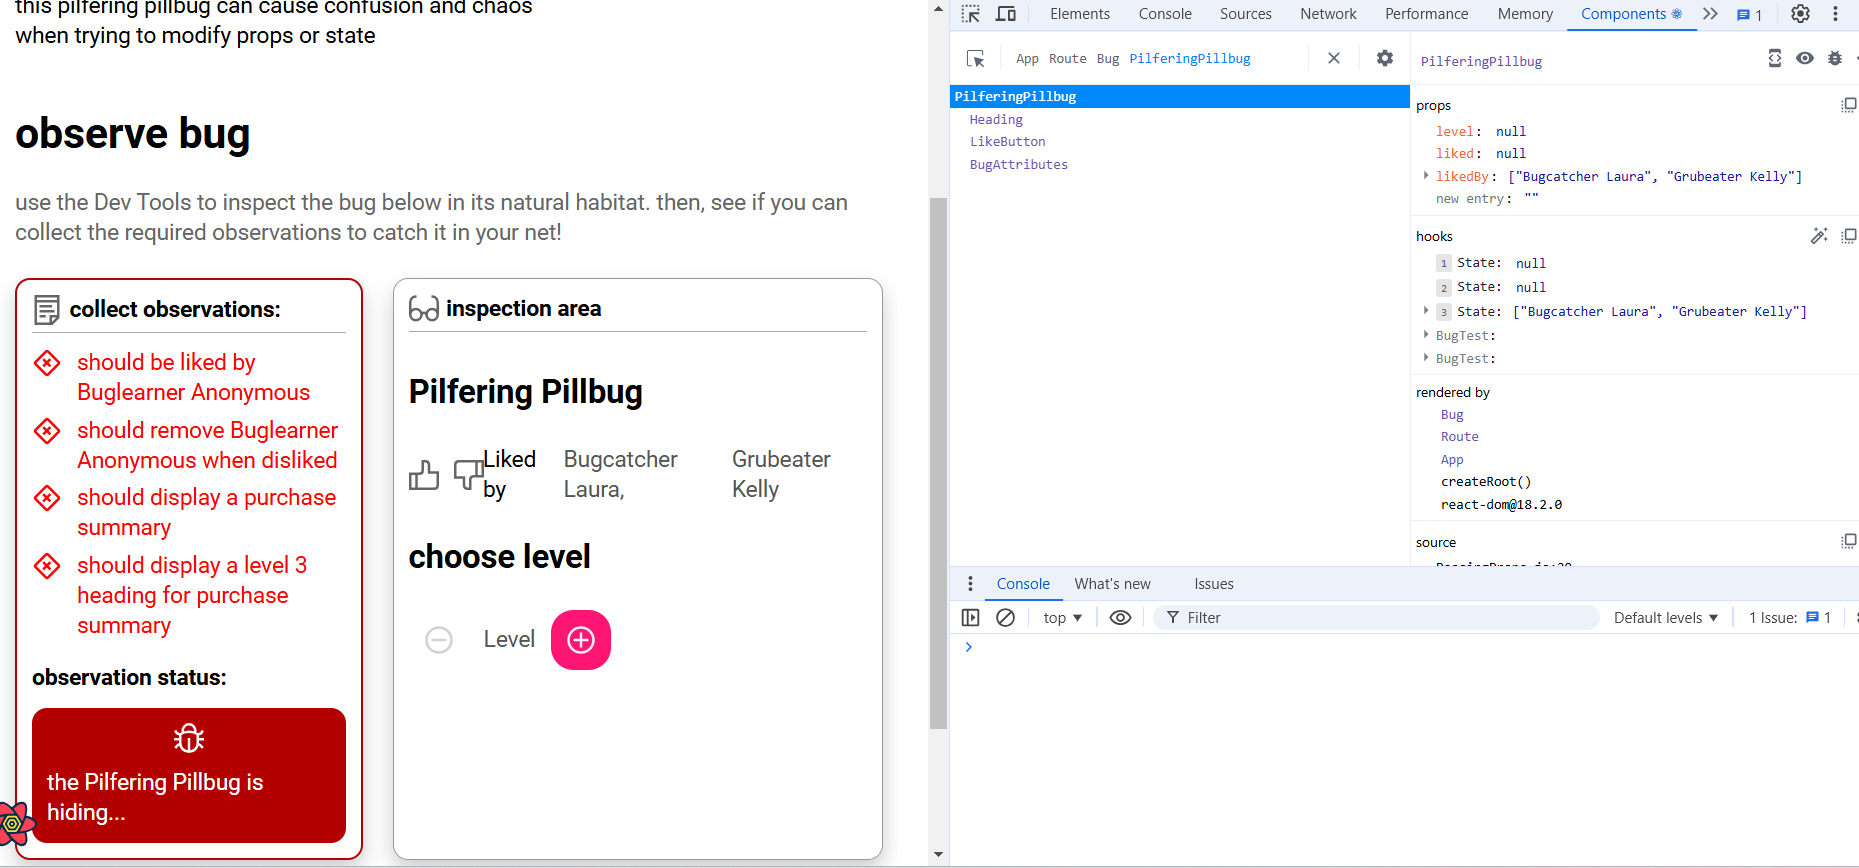 this pilfering pillbug can cause confusion and chaos
when trying to modify props or state
observe bug
use the Dev Tools to inspect the bug below in its natural habitat. then, see if you can
collect the required observations to catch it in your net!
collect observations:
should be liked by
Buglearner Anonymous
should remove Buglearner
Anonymous when disliked
should display a purchase
summary
should display a level 3
heading for purchase
summary
observation status:
the Pilfering Pillbug is
hiding...
inspection area
Pilfering Pillbug
Liked by
Bugcatcher Laura,
Grubeater Kelly
choose level
Level
Elements Console Sources Network Performance Memory Components 1
App Route Bug PilferingPillbug
PilferingPillbug
Heading
LikeButton
BugAttributes
PilferingPillbug
props
level: null
liked: null
likedBy: ["Bugcatcher Laura", "Grubeater Kelly"]
new entry: ""
hooks
1 State: null
2 State: null
3 State: ["Bugcatcher Laura", "Grubeater Kelly"]
BugTest:
BugTest:
rendered by
Bug
Route
App
createRoot()
react-dom@18.2.0
source
Console What's new Issues
top Filter Default levels 1 Issue: 1